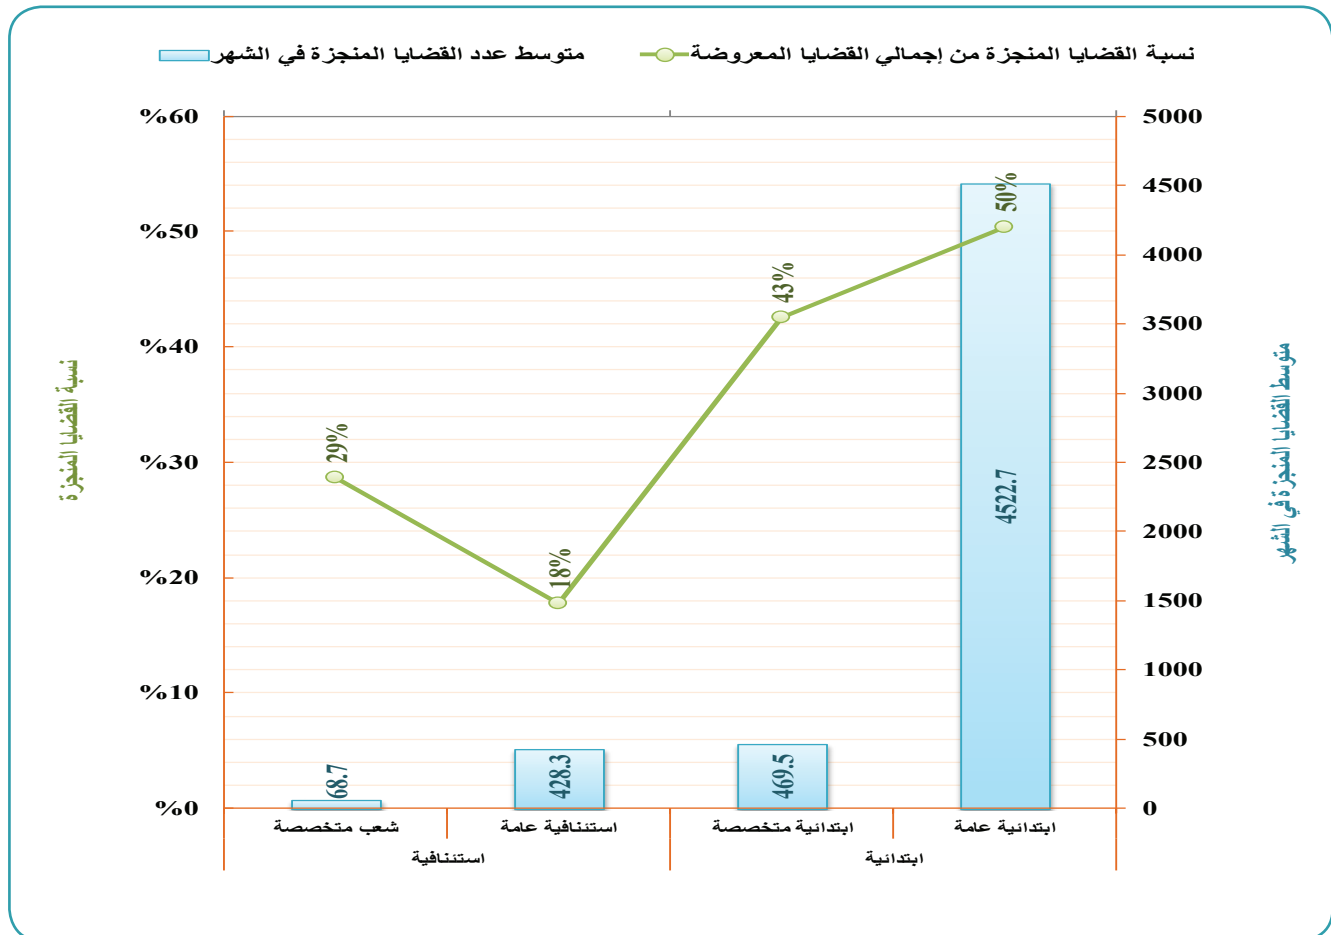 نسبة القضايا المنجزة من إجمالي القضايا المعروضة
متوسط عدد القضايا المنجزة في الشهر
5000
4500
4000
3500
3000
2500
2000
1500
1000
500
0
متوسط القضايا المنجزة في الشهر
%60
%50
%40
%30
%20
%10
%0
نسبة القضايا المنجزة
50%
43%
18%
29%
4522.7
469.5
428.3
68.7
ابتدائية عامة
ابتدائية متخصصة
استئنافية عامة
شعب متخصصة
ابتدائية
استئنافية